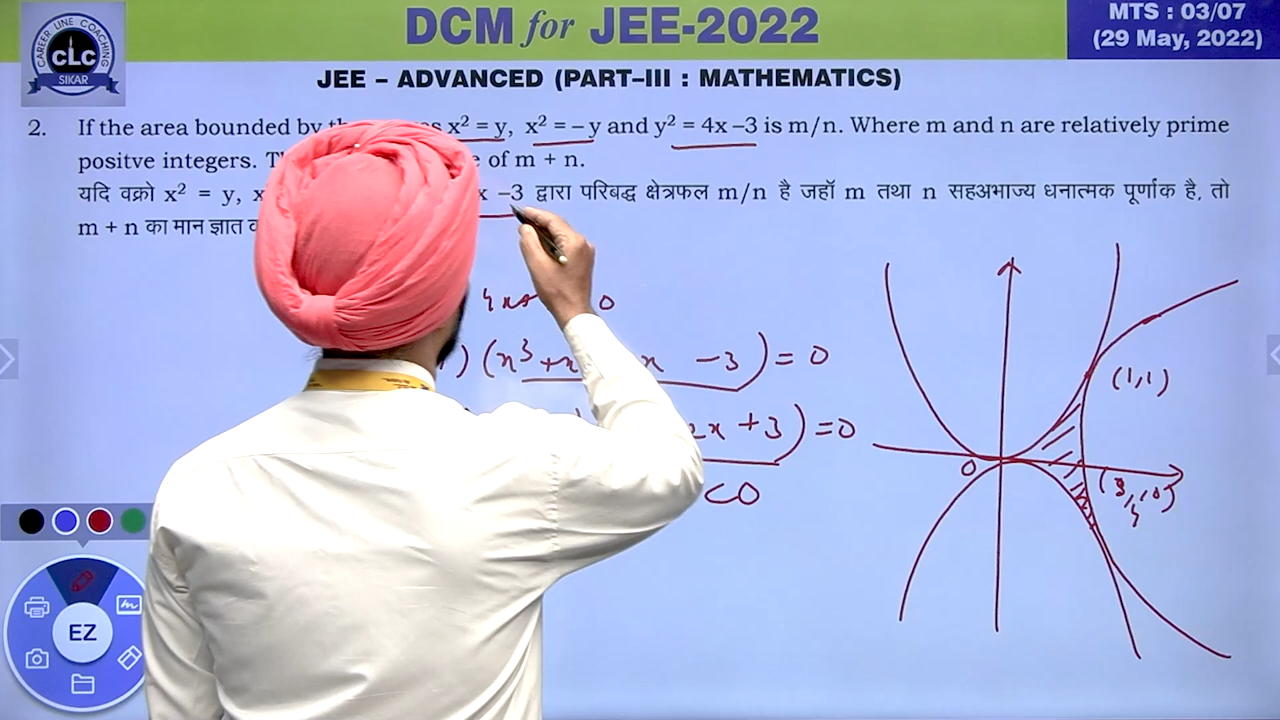 DCM for JEE-2022
MTS : 03/07
(29 May, 2022)
CAREER LINE COACHING
CLC
SIKAR
JEE – ADVANCED (PART–III : MATHEMATICS)
2. If the area bounded by x² = y, x² = – y and y² = 4x –3 is m/n. Where m and n are relatively prime
positve integers. of m + n.
यदि वक्रो x² = y, x –3 द्वारा परिबद्ध क्षेत्रफल m/n है जहाँ m तथा n सहअभाज्य धनात्मक पूर्णाक है, तो
m + n का मान ज्ञात
4x 0
) (x³ + x – 3) = 0
2x + 3) = 0
< 0
(1,1)
0
(3/4, 0)
EZ